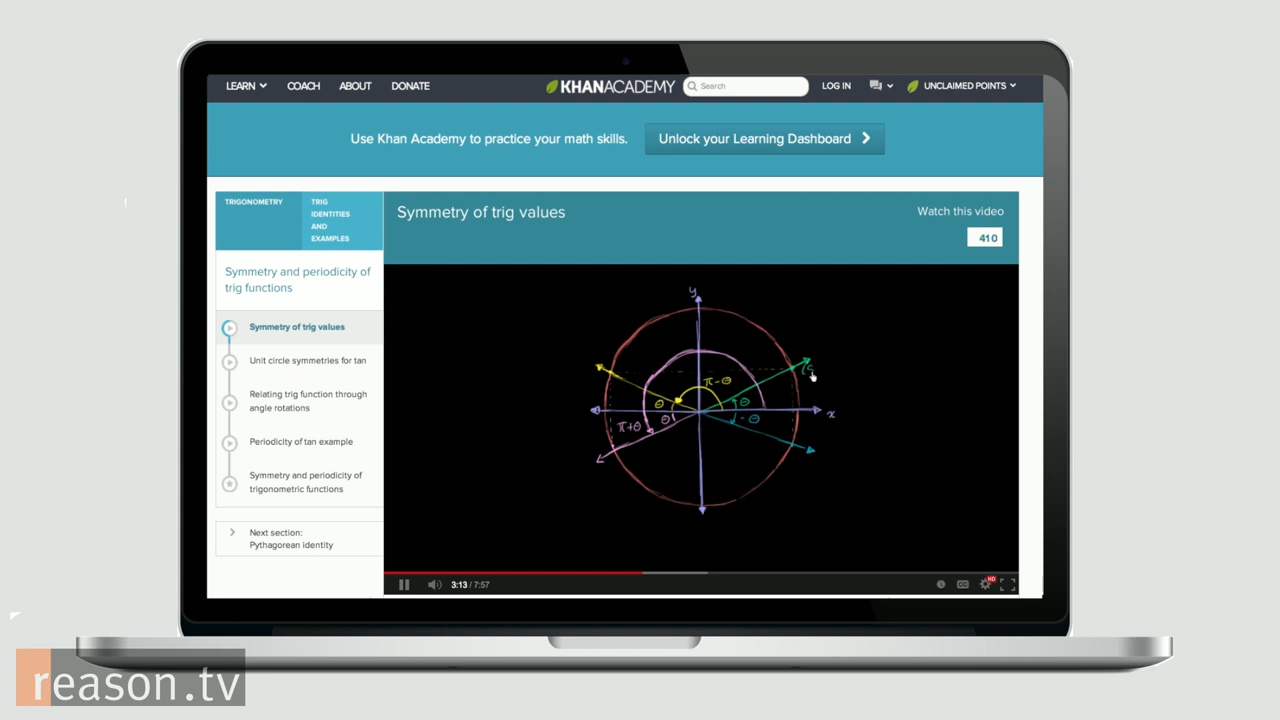 LEARN COACH ABOUT DONATE KHANACADEMY Search LOG IN UNCLAIMED POINTS
Use Khan Academy to practice your math skills. Unlock your Learning Dashboard
TRIGONOMETRY
TRIG
IDENTITIES
AND
EXAMPLES
Symmetry of trig values
Watch this video
410
Symmetry and periodicity of
trig functions
Symmetry of trig values
Unit circle symmetries for tan
Relating trig function through
angle rotations
Periodicity of tan example
Symmetry and periodicity of
trigonometric functions
Next section:
Pythagorean identity
y
π-θ
θ
θ
θ
-θ
π+θ
x
3:13 / 7:57
CC
HD
reason.tv